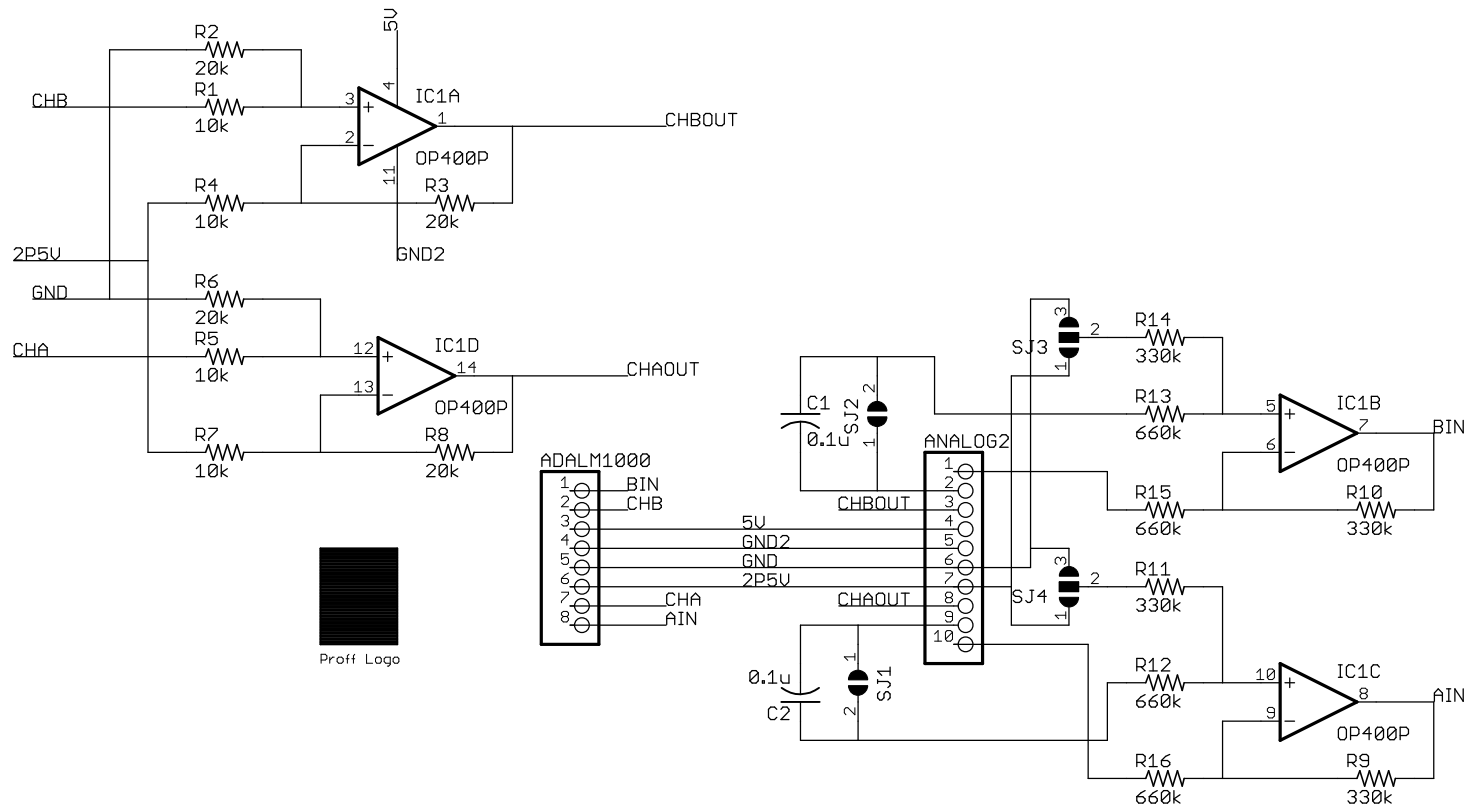 R2
20k
5V
4
CHB
R1
10k
3
+
IC1A
1
CHBOUT
2
-
OP400P
11
R4
10k
R3
20k
2P5V
GND2
GND
R6
20k
CHA
R5
10k
12
+
IC1D
14
CHAOUT
13
-
OP400P
R7
10k
R8
20k
ADALM1000
1
BIN
2
CHB
3
5V
4
GND2
5
GND
6
2P5V
7
CHA
8
AIN
Proff Logo
C1
0.1u
SJ2
2
1
ANALOG2
1
2
CHBOUT
3
4
5
6
7
CHAOUT
8
9
10
0.1u
C2
SJ1
1
2
SJ3
3
2
1
R14
330k
R13
660k
5
+
IC1B
7
BIN
6
-
OP400P
R15
660k
R10
330k
SJ4
3
2
1
R11
330k
R12
660k
10
+
IC1C
8
AIN
9
-
OP400P
R16
660k
R9
330k